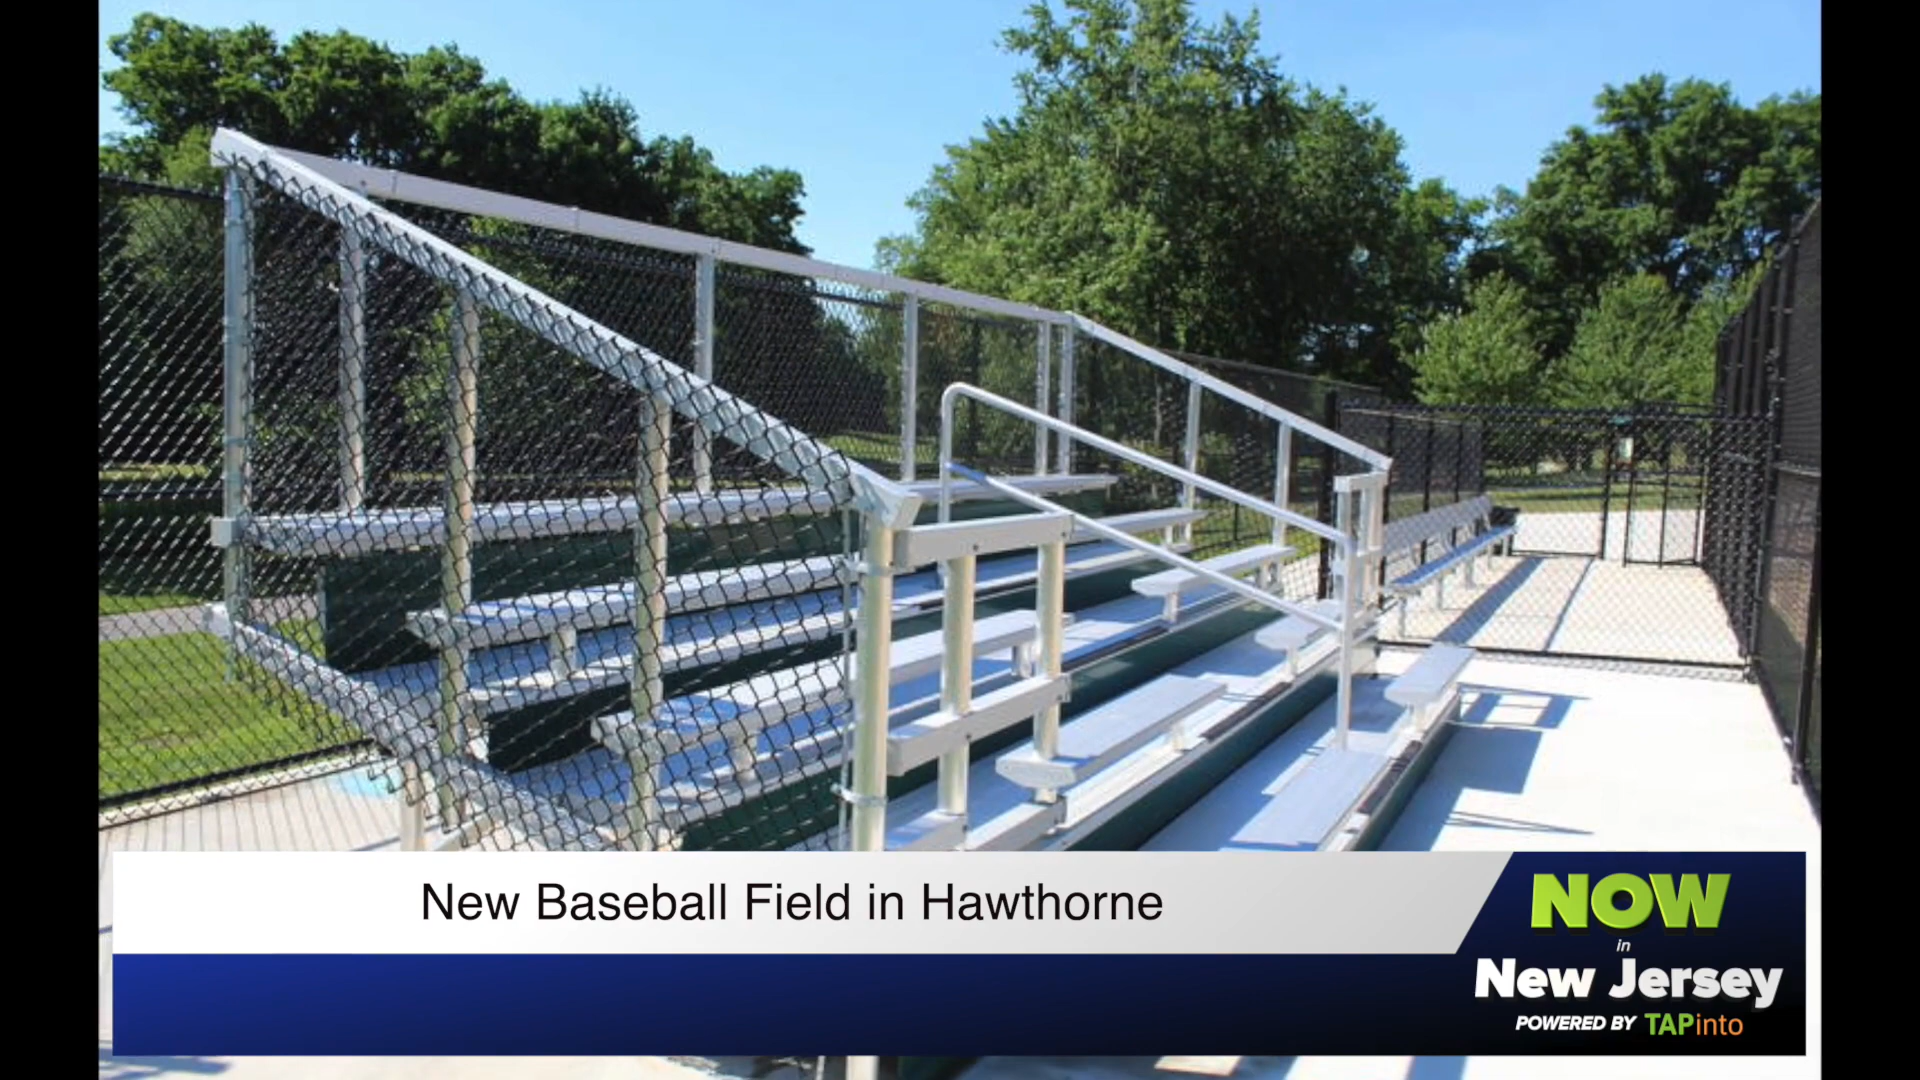 New Baseball Field in Hawthorne
NOW
in
New Jersey
POWERED BY TAPinto